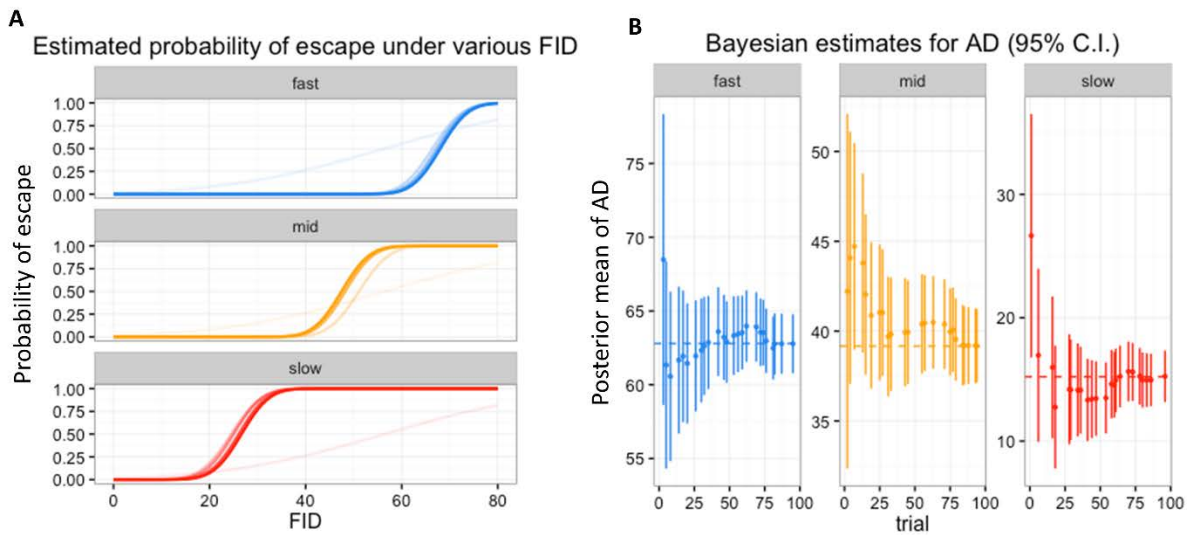 A
Estimated probability of escape under various FID
fast
1.00
0.75
0.50
0.25
0.00
mid
1.00
0.75
0.50
0.25
0.00
slow
1.00
0.75
0.50
0.25
0.00
0 20 40 60 80
FID
Probability of escape
B
Bayesian estimates for AD (95% C.I.)
fast mid slow
75
70
65
60
55
50
45
40
35
30
20
10
0 25 50 75 100 0 25 50 75 100 0 25 50 75 100
trial
Posterior mean of AD